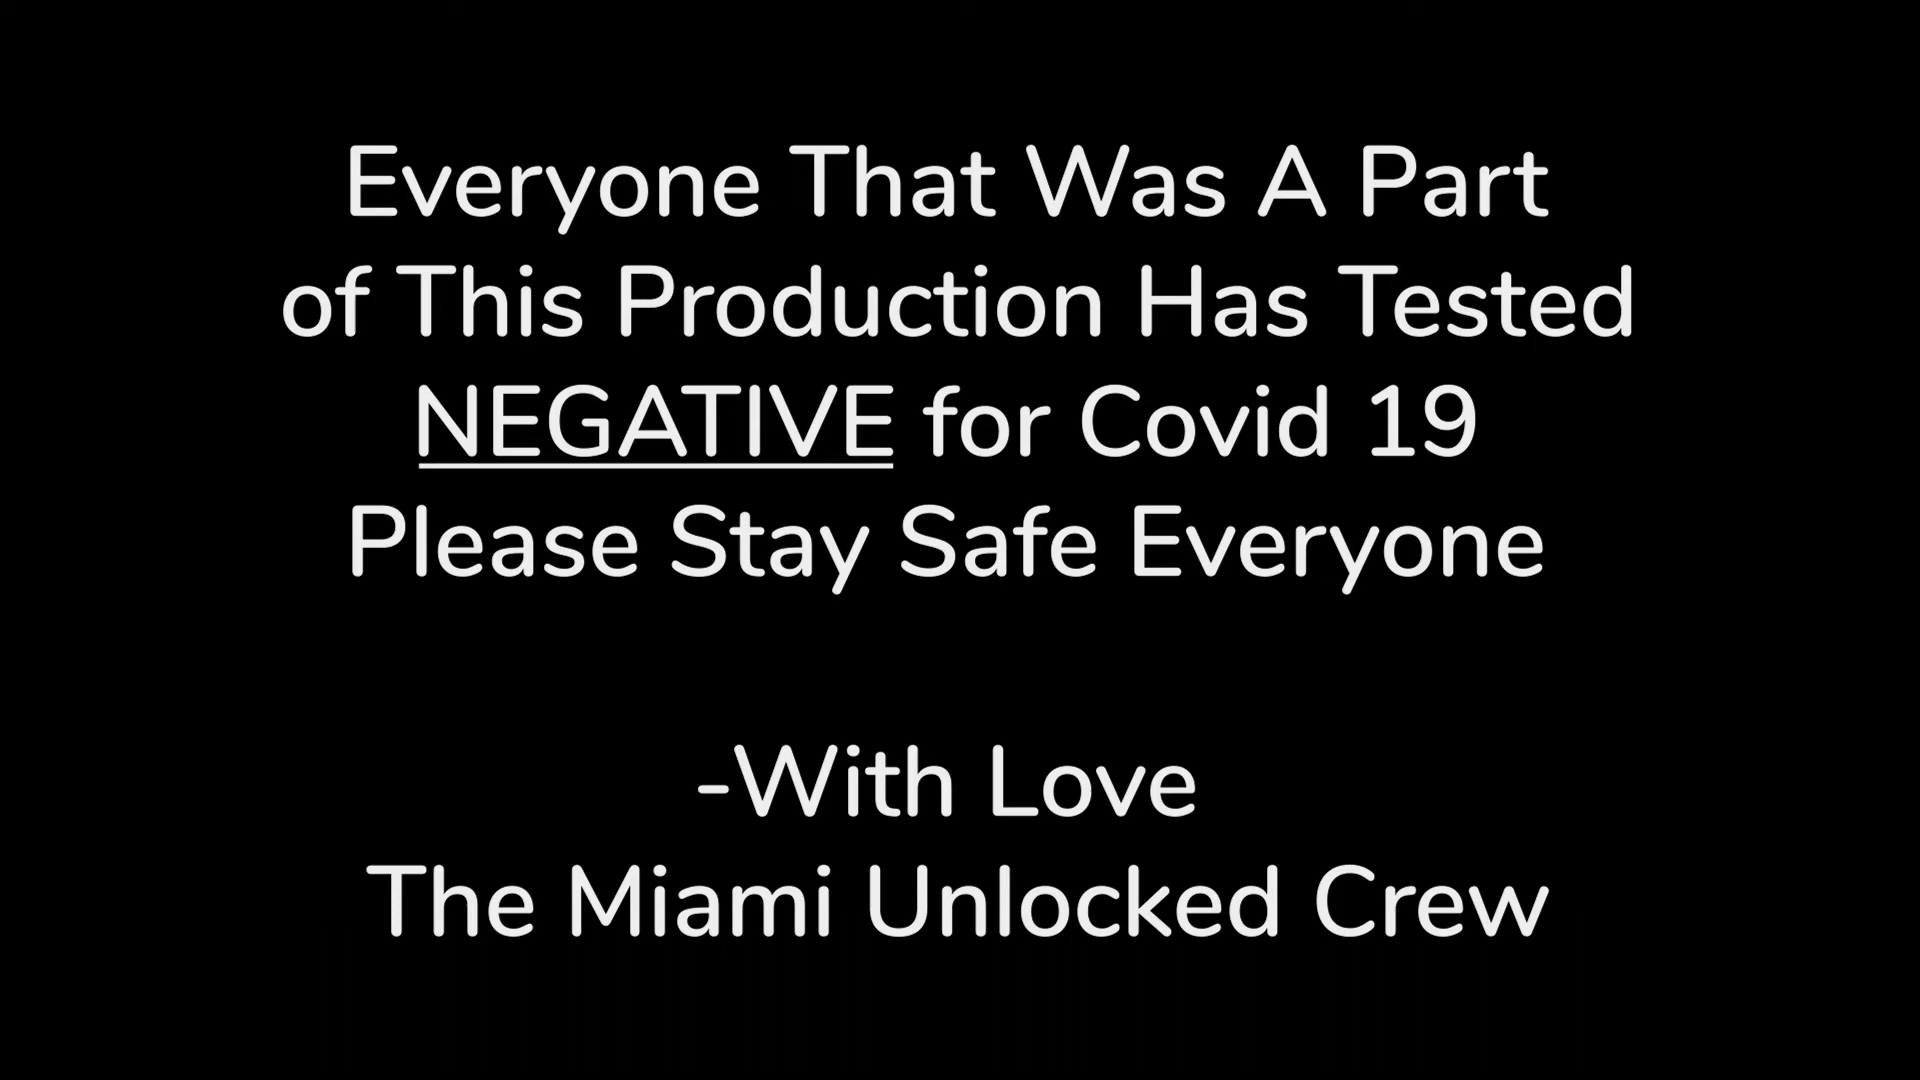 Everyone That Was A Part
of This Production Has Tested
NEGATIVE for Covid 19
Please Stay Safe Everyone
-With Love
The Miami Unlocked Crew